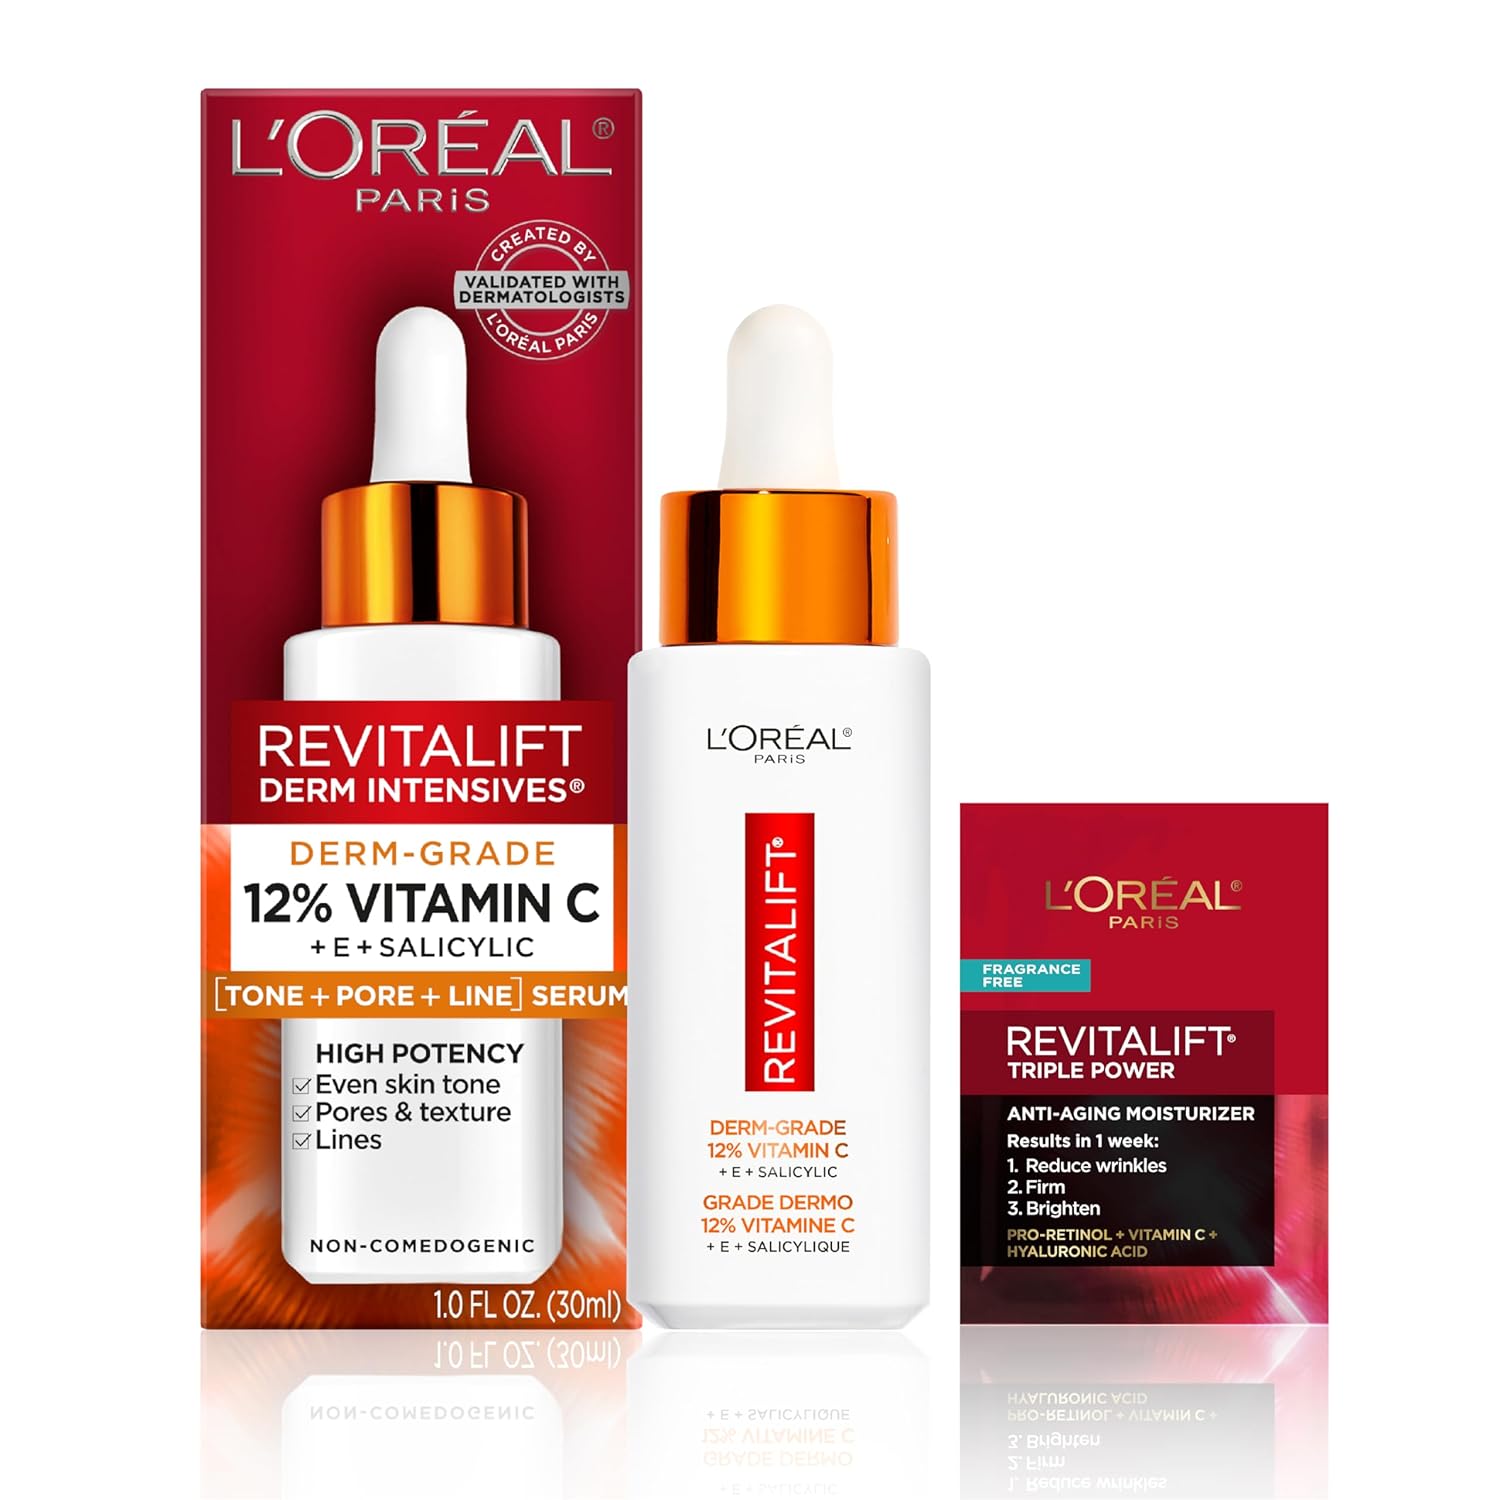 L'ORÉAL®
PARiS
CREATED BY
VALIDATED WITH
DERMATOLOGISTS
L'ORÉAL PARIS
REVITALIFT
DERM INTENSIVES®
DERM-GRADE
12% VITAMIN C
+ E + SALICYLIC
[TONE + PORE + LINE] SERUM
HIGH POTENCY
Even skin tone
Pores & texture
Lines
NON-COMEDOGENIC
1.0 FL OZ. (30ml)
L'ORÉAL®
PARiS
REVITALIFT®
DERM-GRADE
12% VITAMIN C
+ E + SALICYLIC
GRADE DERMO
12% VITAMINE C
+ E + SALICYLIQUE
L'ORÉAL®
PARiS
FRAGRANCE
FREE
REVITALIFT®
TRIPLE POWER
ANTI-AGING MOISTURIZER
Results in 1 week:
1. Reduce wrinkles
2. Firm
3. Brighten
PRO-RETINOL + VITAMIN C +
HYALURONIC ACID